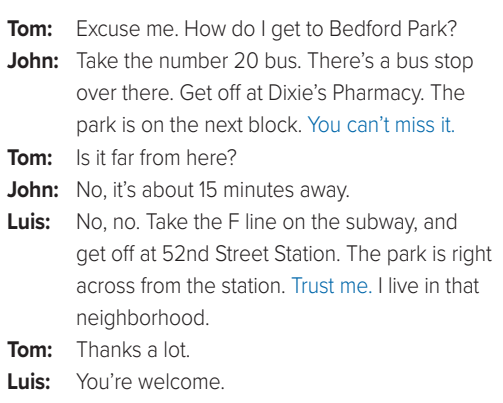 Tom: Excuse me. How do I get to Bedford Park?
John: Take the number 20 bus. There’s a bus stop
over there. Get off at Dixie’s Pharmacy. The
park is on the next block. You can’t miss it.
Tom: Is it far from here?
John: No, it’s about 15 minutes away.
Luis: No, no. Take the F line on the subway, and
get off at 52nd Street Station. The park is right
across from the station. Trust me. I live in that
neighborhood.
Tom: Thanks a lot.
Luis: You’re welcome.